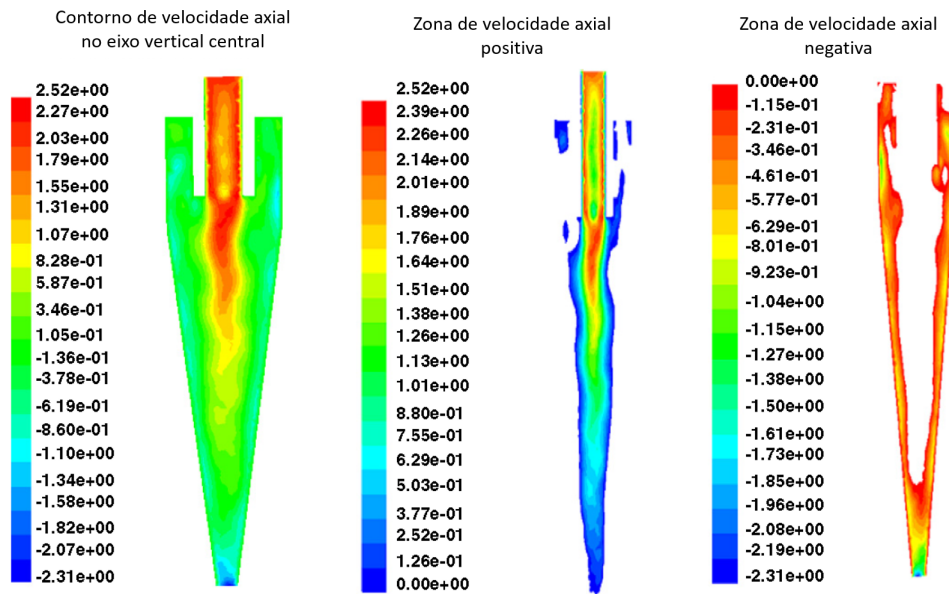 Contorno de velocidade axial
no eixo vertical central
2.52e+00
2.27e+00
2.03e+00
1.79e+00
1.55e+00
1.31e+00
1.07e+00
8.28e-01
5.87e-01
3.46e-01
1.05e-01
-1.36e-01
-3.78e-01
-6.19e-01
-8.60e-01
-1.10e+00
-1.34e+00
-1.58e+00
-1.82e+00
-2.07e+00
-2.31e+00
Zona de velocidade axial
positiva
2.52e+00
2.39e+00
2.26e+00
2.14e+00
2.01e+00
1.89e+00
1.76e+00
1.64e+00
1.51e+00
1.38e+00
1.26e+00
1.13e+00
1.01e+00
8.80e-01
7.55e-01
6.29e-01
5.03e-01
3.77e-01
2.52e-01
1.26e-01
0.00e+00
Zona de velocidade axial
negativa
0.00e+00
-1.15e-01
-2.31e-01
-3.46e-01
-4.61e-01
-5.77e-01
-6.29e-01
-8.01e-01
-9.23e-01
-1.04e+00
-1.15e+00
-1.27e+00
-1.38e+00
-1.50e+00
-1.61e+00
-1.73e+00
-1.85e+00
-1.96e+00
-2.08e+00
-2.19e+00
-2.31e+00